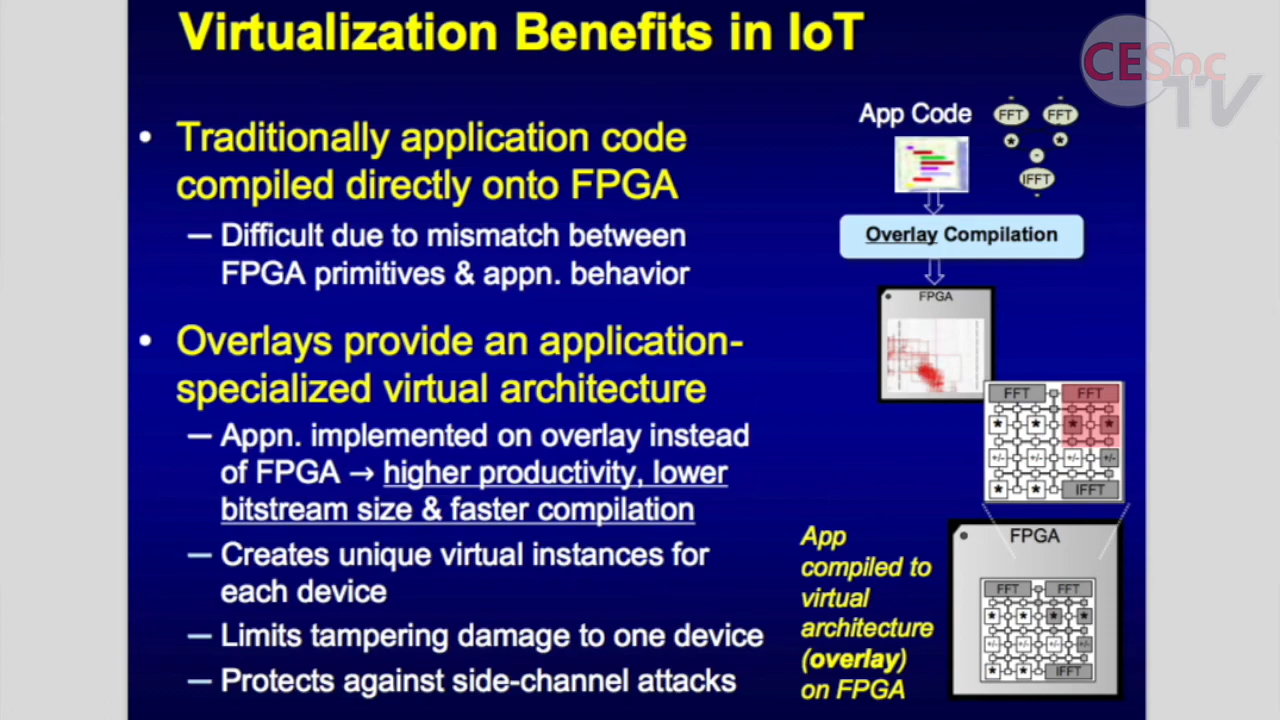 Virtualization Benefits in IoT
CESoc
TV
• Traditionally application code
compiled directly onto FPGA
– Difficult due to mismatch between
FPGA primitives & appn. behavior
• Overlays provide an application-
specialized virtual architecture
– Appn. implemented on overlay instead
of FPGA → higher productivity, lower
bitstream size & faster compilation
– Creates unique virtual instances for
each device
– Limits tampering damage to one device
– Protects against side-channel attacks
App Code
FFT FFT
* *
-
IFFT
Overlay Compilation
FPGA
FFT FFT
* * * *
+/- +/- +/- +/-
* * IFFT
App
compiled to
virtual
architecture
(overlay)
on FPGA
FPGA
FFT FFT
* * * *
+/- +/- +/- +/-
* * IFFT